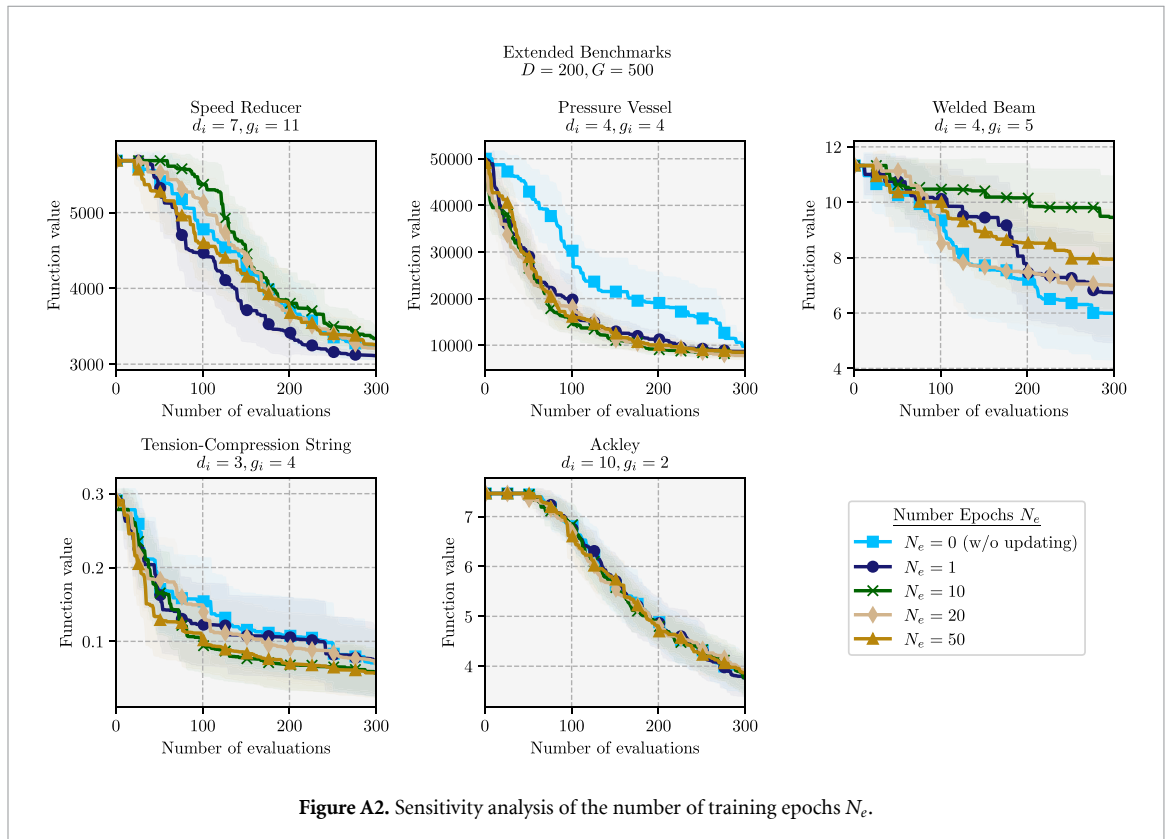 Extended Benchmarks
D = 200, G = 500
Speed Reducer
d_i = 7, g_i = 11
Function value
5000
4000
3000
0 100 200 300
Number of evaluations
Pressure Vessel
d_i = 4, g_i = 4
Function value
50000
40000
30000
20000
10000
0 100 200 300
Number of evaluations
Welded Beam
d_i = 4, g_i = 5
Function value
12
10
8
6
4
0 100 200 300
Number of evaluations
Tension-Compression String
d_i = 3, g_i = 4
Function value
0.3
0.2
0.1
0 100 200 300
Number of evaluations
Ackley
d_i = 10, g_i = 2
Function value
7
6
5
4
0 100 200 300
Number of evaluations
Number Epochs N_e
N_e = 0 (w/o updating)
N_e = 1
N_e = 10
N_e = 20
N_e = 50
Figure A2. Sensitivity analysis of the number of training epochs N_e.